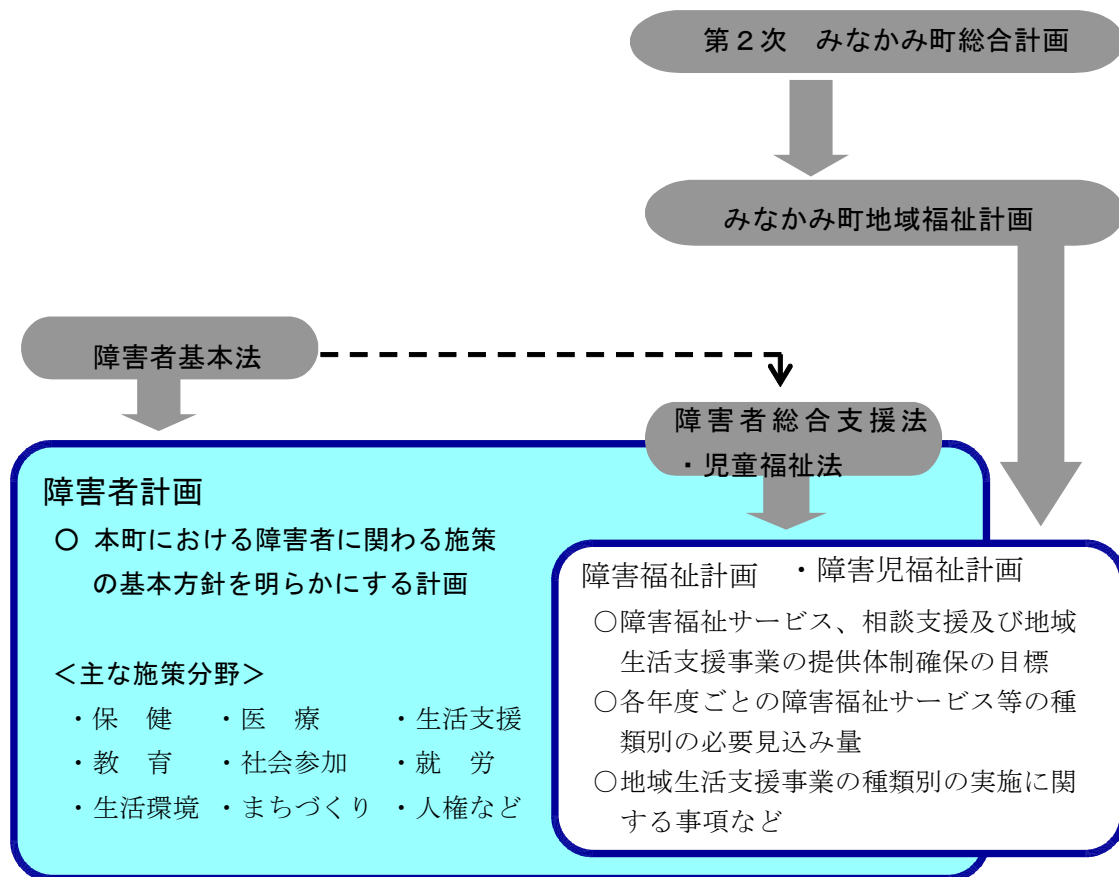 第２次　みなかみ町総合計画
みなかみ町地域福祉計画
障害者基本法
障害者総合支援法
・児童福祉法
障害者計画
○ 本町における障害者に関わる施策
の基本方針を明らかにする計画
＜主な施策分野＞
・保　健　・医　療　・生活支援
・教　育　・社会参加　・就　労
・生活環境　・まちづくり　・人権など
障害福祉計画　・障害児福祉計画
○障害福祉サービス、相談支援及び地域
生活支援事業の提供体制確保の目標
○各年度ごとの障害福祉サービス等の種
類別の必要見込み量
○地域生活支援事業の種類別の実施に関
する事項など